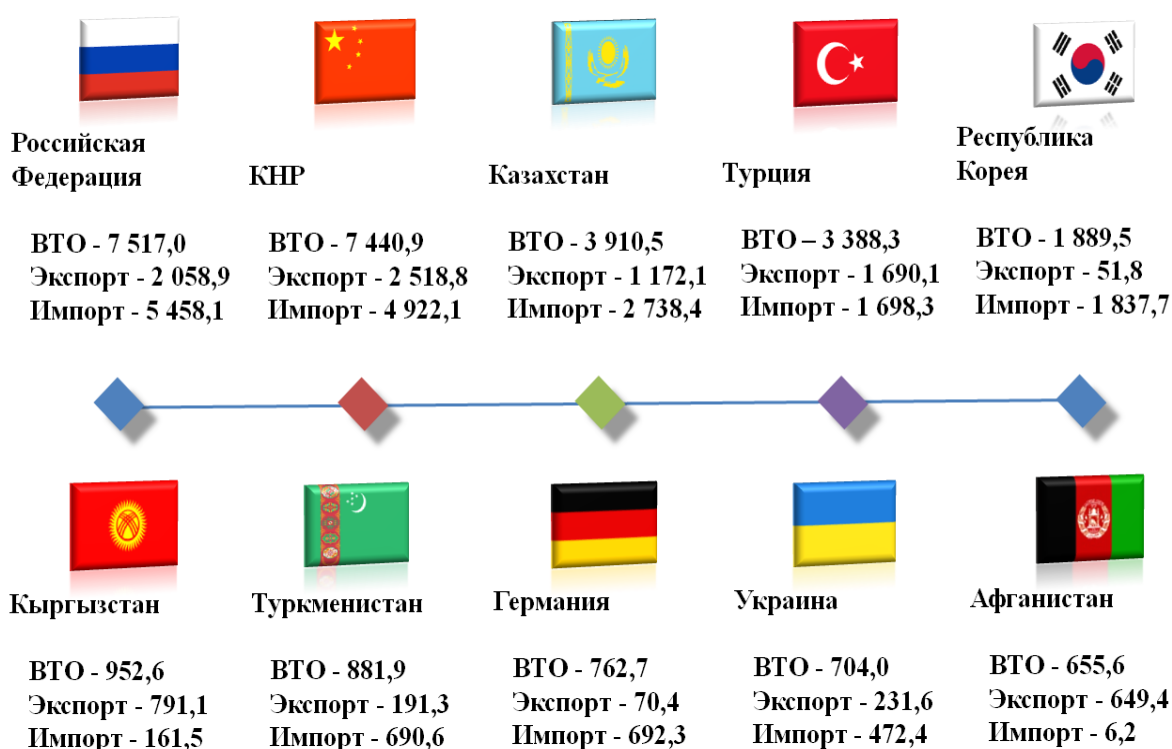 Российская
Федерация
ВТО - 7 517,0
Экспорт - 2 058,9
Импорт - 5 458,1
КНР
ВТО - 7 440,9
Экспорт - 2 518,8
Импорт - 4 922,1
Казахстан
ВТО - 3 910,5
Экспорт - 1 172,1
Импорт - 2 738,4
Турция
ВТО – 3 388,3
Экспорт - 1 690,1
Импорт - 1 698,3
Республика
Корея
ВТО - 1 889,5
Экспорт - 51,8
Импорт - 1 837,7
Кыргызстан
ВТО - 952,6
Экспорт - 791,1
Импорт - 161,5
Туркменистан
ВТО - 881,9
Экспорт - 191,3
Импорт - 690,6
Германия
ВТО - 762,7
Экспорт - 70,4
Импорт - 692,3
Украина
ВТО - 704,0
Экспорт - 231,6
Импорт - 472,4
Афганистан
ВТО - 655,6
Экспорт - 649,4
Импорт - 6,2